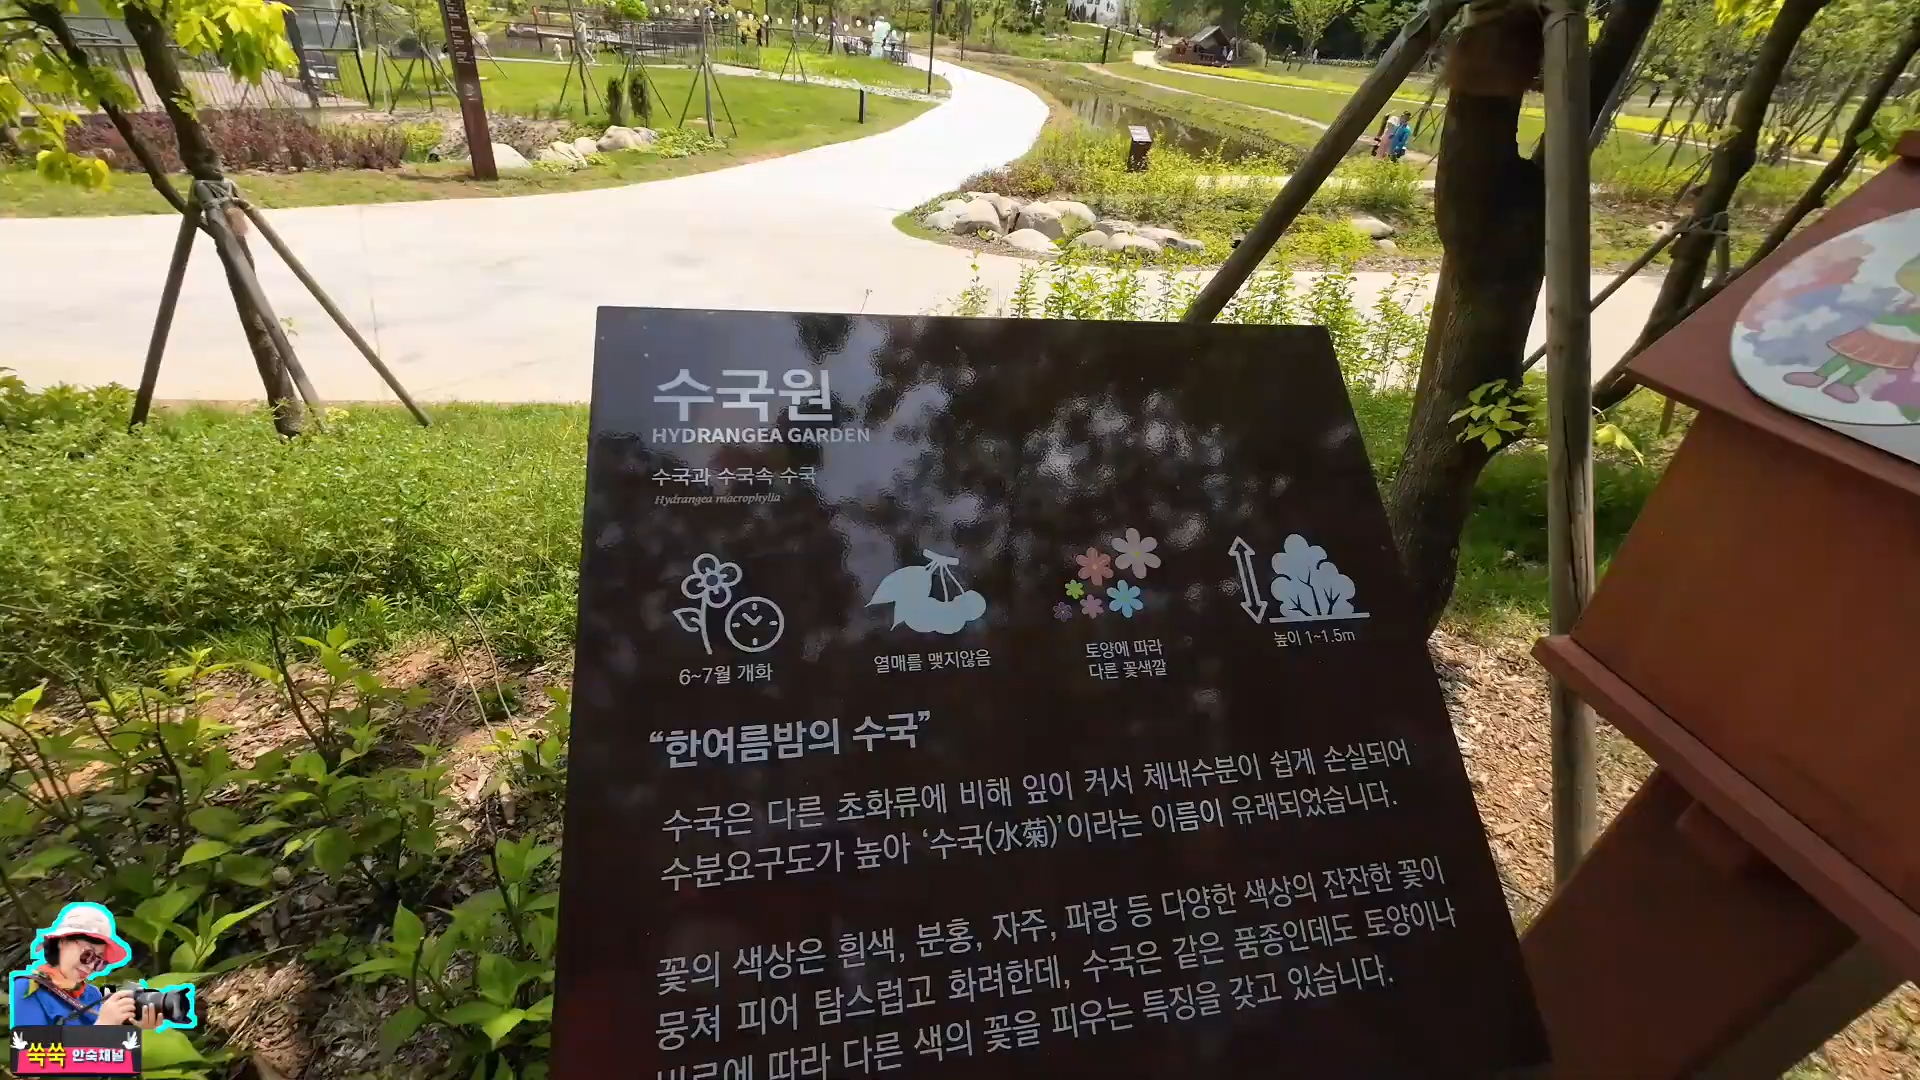 수국원
HYDRANGEA GARDEN
수국과 수국속 수국
Hydrangea macrophylla
6~7월 개화
열매를 맺지않음
토양에 따라
다른 꽃색깔
높이 1~1.5m
“한여름밤의 수국”
수국은 다른 초화류에 비해 잎이 커서 체내수분이 쉽게 손실되어
수분요구도가 높아 ‘수국(水菊)’이라는 이름이 유래되었습니다.
꽃의 색상은 흰색, 분홍, 자주, 파랑 등 다양한 색상의 잔잔한 꽃이
뭉쳐 피어 탐스럽고 화려한데, 수국은 같은 품종인데도 토양이나
비료에 따라 다른 색의 꽃을 피우는 특징을 갖고 있습니다.
쑥쑥 안숙채널